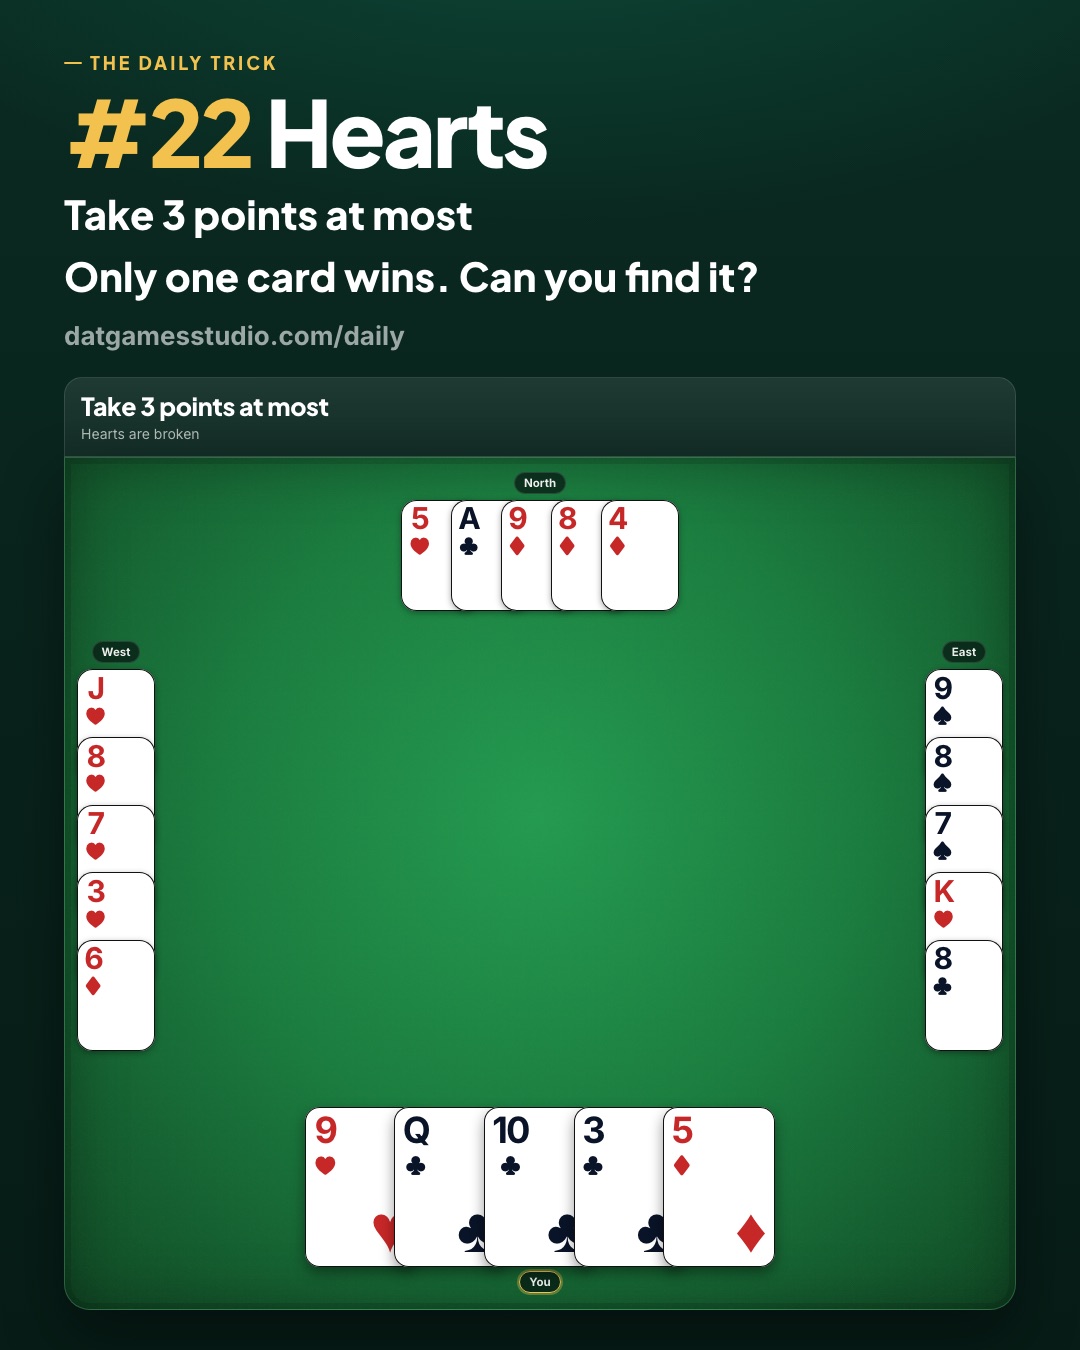 — THE DAILY TRICK
#22 Hearts
Take 3 points at most
Only one card wins. Can you find it?
datgamesstudio.com/daily
Take 3 points at most
Hearts are broken
North
5 A 9 8 4
West
East
J
8
7
3
6
9
8
7
K
8
9 Q 10 3 5
You